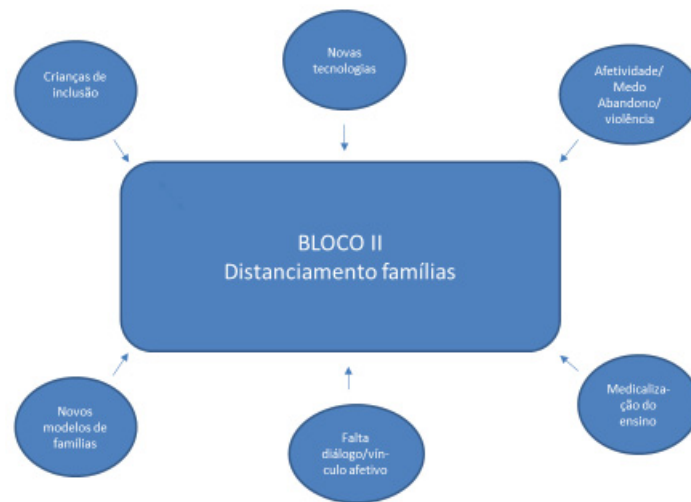 Crianças de
inclusão
Novas
tecnologias
Afetividade/
Medo
Abandono/
violência
BLOCO II
Distanciamento famílias
Novos
modelos de
famílias
Falta
diálogo/vín-
culo afetivo
Medicaliza-
ção do
ensino